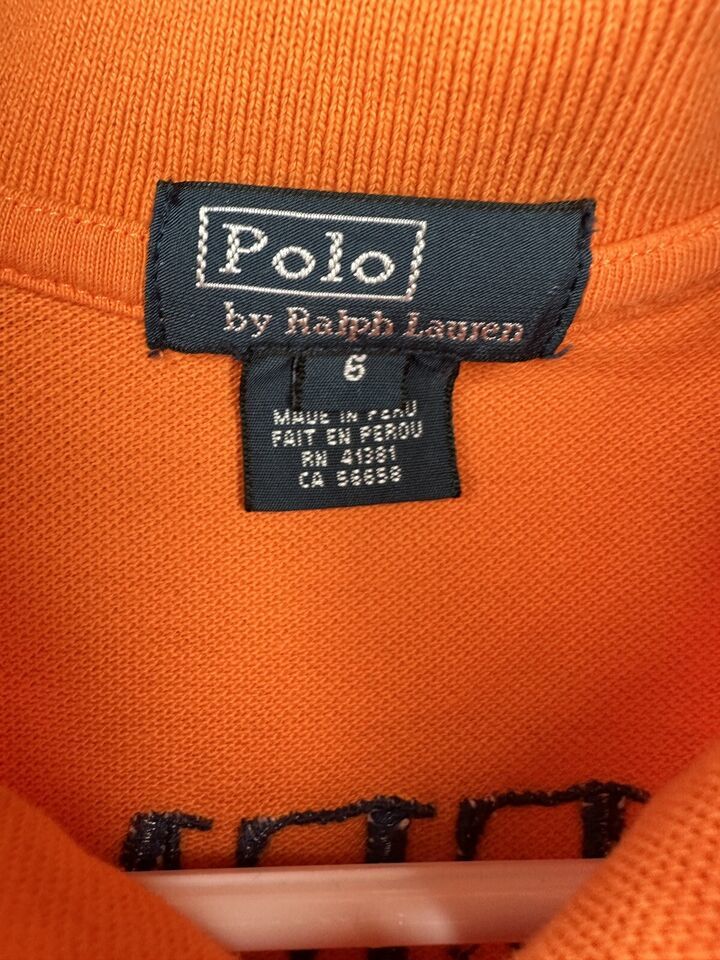 Polo
by Ralph Lauren
6
MADE IN PERU
FAIT EN PEROU
RN 41381
CA 56658